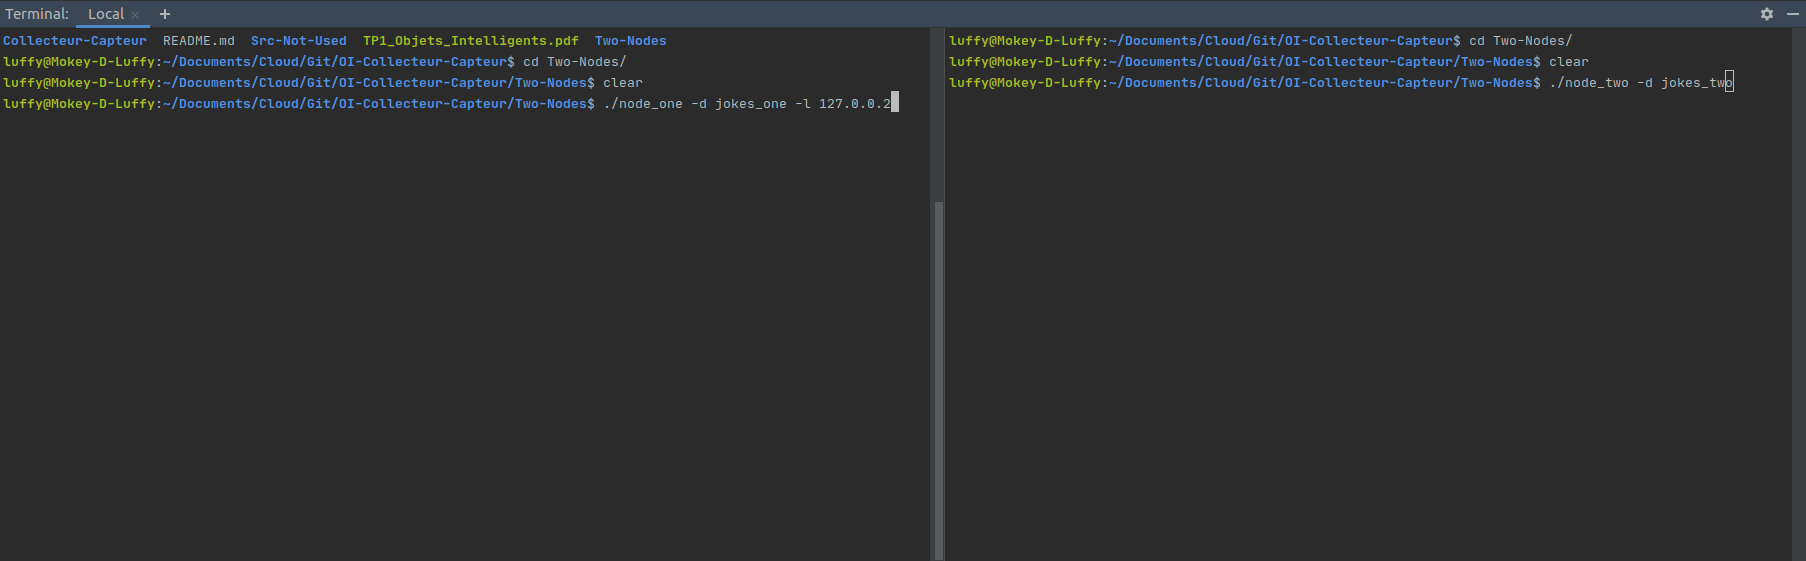 Terminal: Local × +
Collecteur-Capteur README.md Src-Not-Used TP1_Objets_Intelligents.pdf Two-Nodes
luffy@Mokey-D-Luffy:~/Documents/Cloud/Git/OI-Collecteur-Capteur$ cd Two-Nodes/
luffy@Mokey-D-Luffy:~/Documents/Cloud/Git/OI-Collecteur-Capteur/Two-Nodes$ clear
luffy@Mokey-D-Luffy:~/Documents/Cloud/Git/OI-Collecteur-Capteur/Two-Nodes$ ./node_one -d jokes_one -l 127.0.0.2
luffy@Mokey-D-Luffy:~/Documents/Cloud/Git/OI-Collecteur-Capteur$ cd Two-Nodes/
luffy@Mokey-D-Luffy:~/Documents/Cloud/Git/OI-Collecteur-Capteur/Two-Nodes$ clear
luffy@Mokey-D-Luffy:~/Documents/Cloud/Git/OI-Collecteur-Capteur/Two-Nodes$ ./node_two -d jokes_two